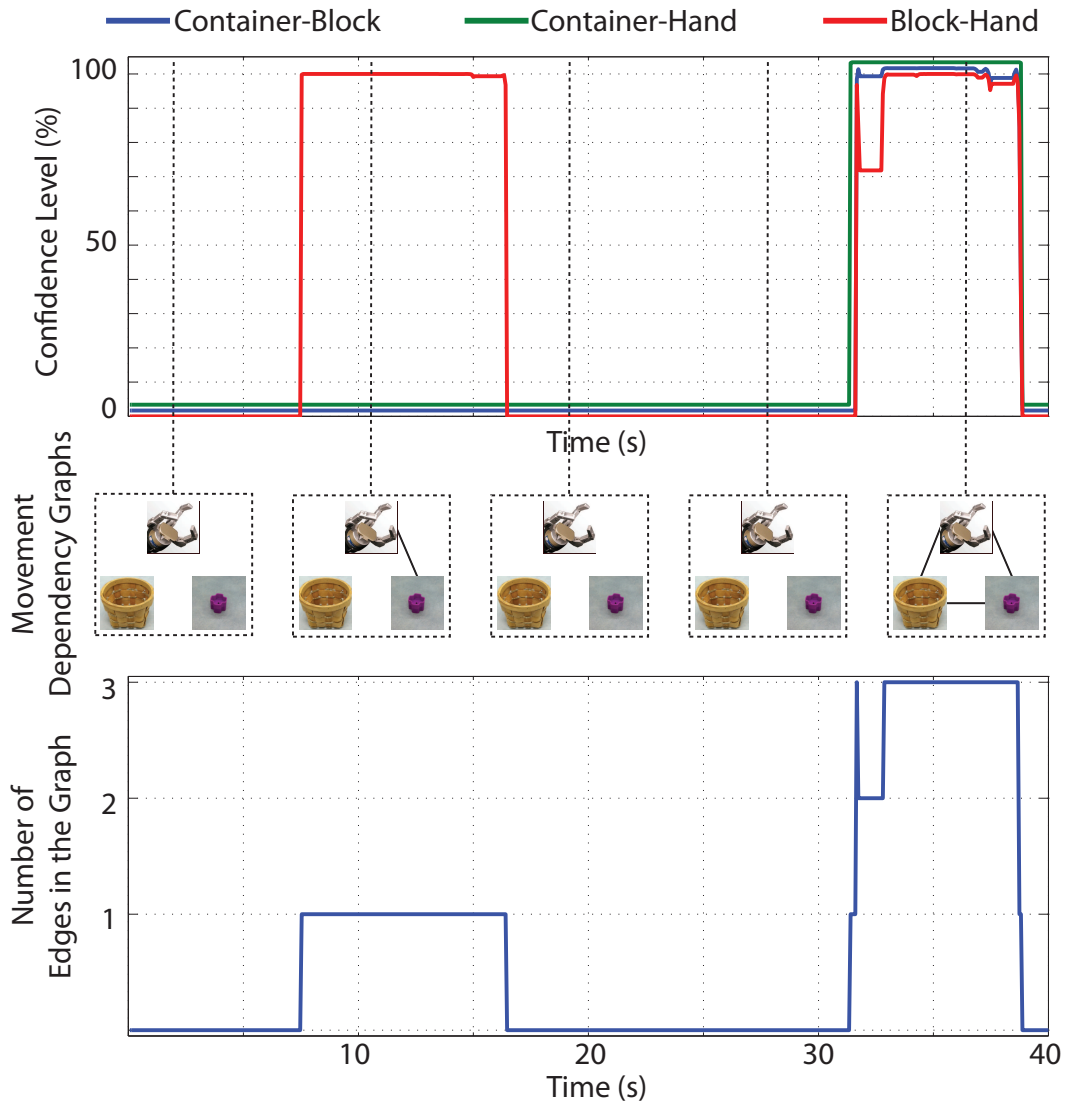 Container-Block Container-Hand Block-Hand
Confidence Level (%)
100
50
0
Time (s)
Movement
Dependency Graphs
Number of
Edges in the Graph
3
2
1
10 20 30 40
Time (s)